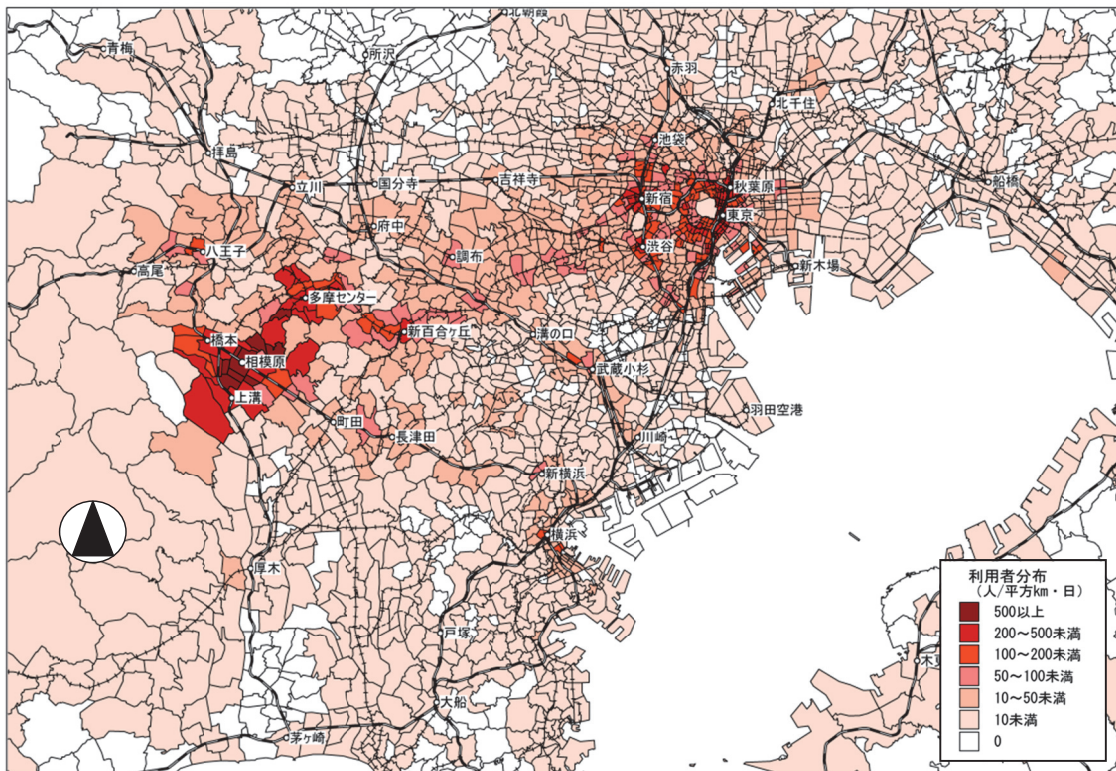 北朝霞
青梅
所沢
赤羽
北千住
拝島
池袋
立川
国分寺
吉祥寺
秋葉原
船橋
新宿
東京
府中
渋谷
八王子
調布
高尾
新木場
多摩センター
橋本
新百合ヶ丘
溝の口
相模原
武蔵小杉
上溝
羽田空港
町田
長津田
川崎
新横浜
横浜
厚木
戸塚
大船
茅ヶ崎
利用者分布
(人/平方km・日)
500以上
200~500未満
100~200未満
50~100未満
10~50未満
10未満
0